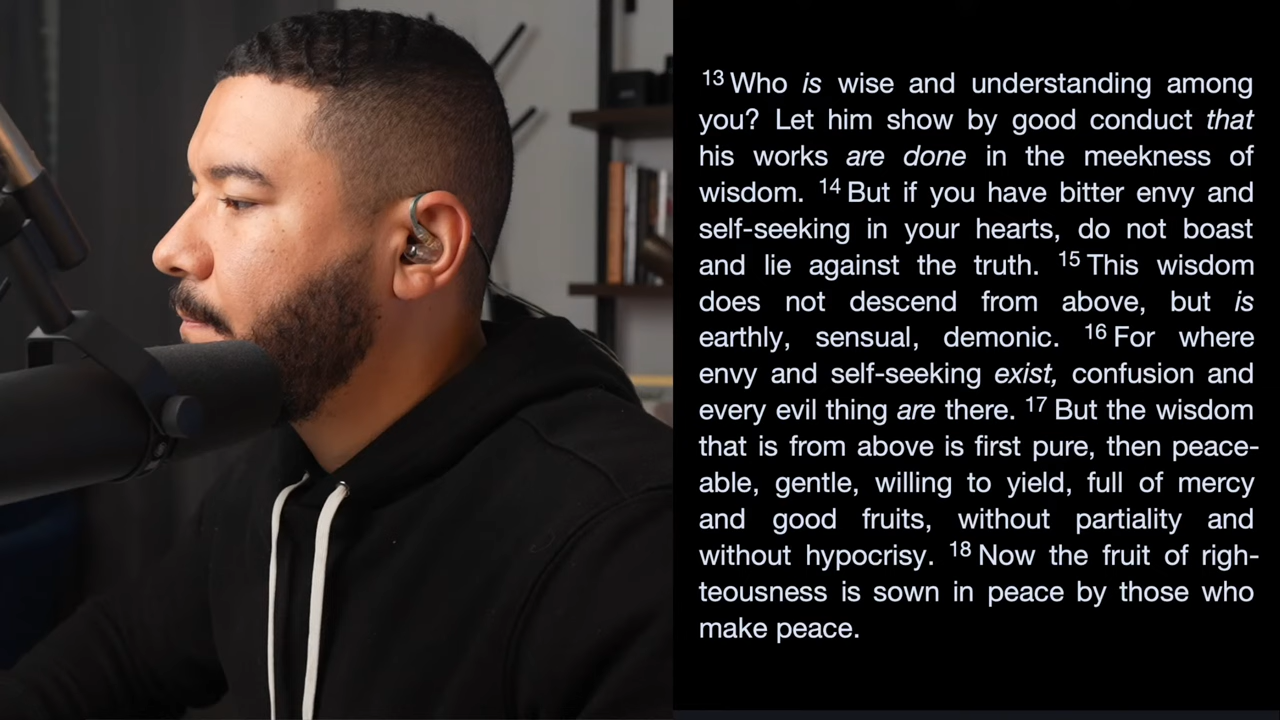 13 Who is wise and understanding among
you? Let him show by good conduct that
his works are done in the meekness of
wisdom. 14 But if you have bitter envy and
self-seeking in your hearts, do not boast
and lie against the truth. 15 This wisdom
does not descend from above, but is
earthly, sensual, demonic. 16 For where
envy and self-seeking exist, confusion and
every evil thing are there. 17 But the wisdom
that is from above is first pure, then peace-
able, gentle, willing to yield, full of mercy
and good fruits, without partiality and
without hypocrisy. 18 Now the fruit of righ-
teousness is sown in peace by those who
make peace.